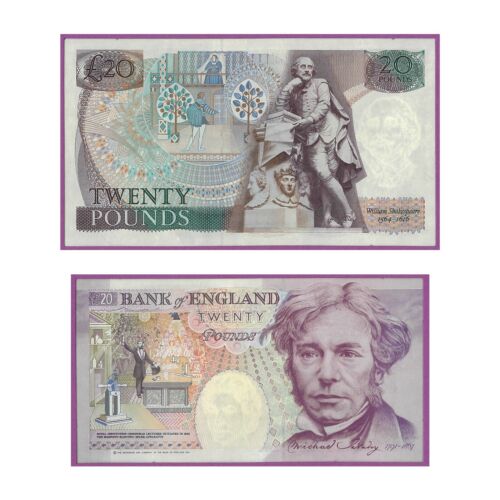 £20
20
POUNDS
TWENTY
POUNDS
William Shakespeare
1564-1616
£20 BANK of ENGLAND
TWENTY
POUNDS
Michael Faraday 1791-1867